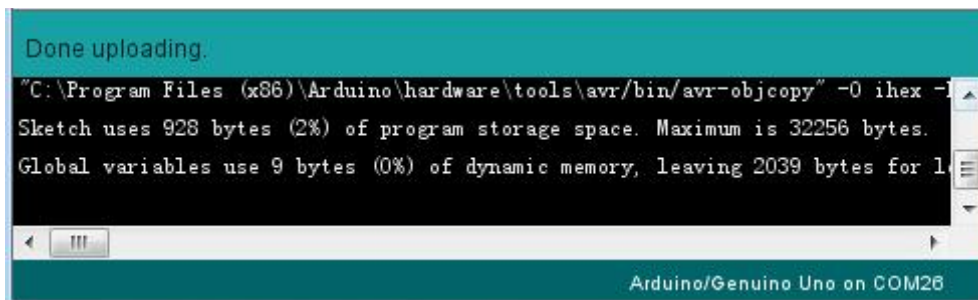 Done uploading.
"C:\Program Files (x86)\Arduino\hardware\tools\avr/bin/avr-objcopy" -O ihex
Sketch uses 928 bytes (2%) of program storage space. Maximum is 32256 bytes.
Global variables use 9 bytes (0%) of dynamic memory, leaving 2039 bytes for
Arduino/Genuino Uno on COM26